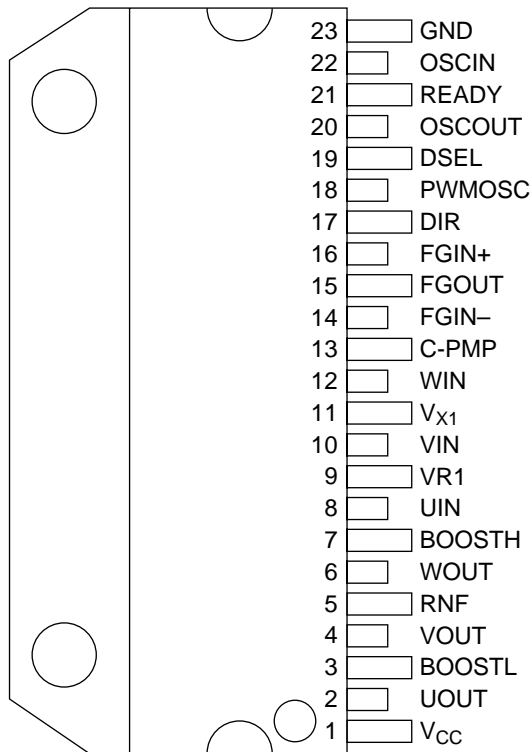 23 GND
22 OSCIN
21 READY
20 OSCOUT
19 DSEL
18 PWMOSC
17 DIR
16 FGIN+
15 FGOUT
14 FGIN–
13 C-PMP
12 WIN
11 VX1
10 VIN
9 VR1
8 UIN
7 BOOSTH
6 WOUT
5 RNF
4 VOUT
3 BOOSTL
2 UOUT
1 VCC